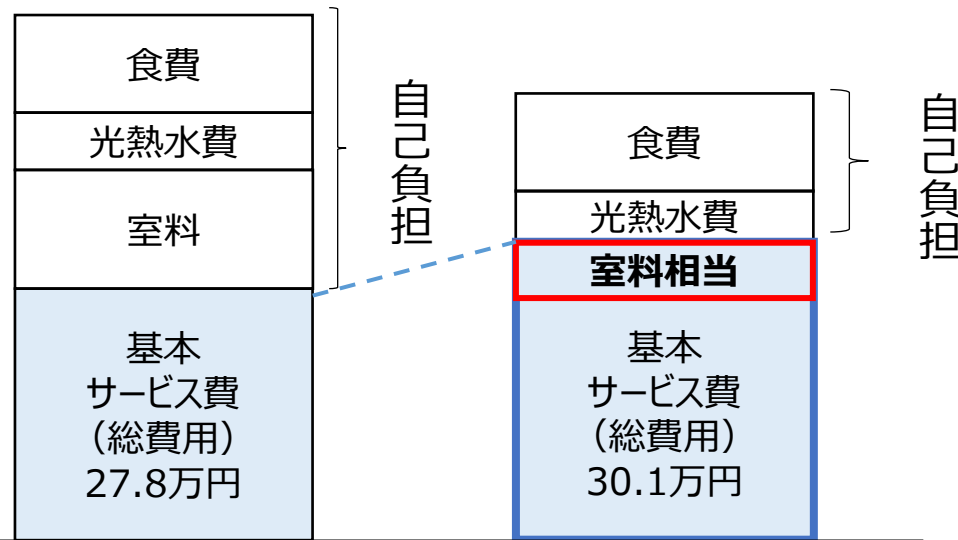 食費
光熱水費
室料
基本
サービス費
（総費用）
27.8万円
自己負担
食費
光熱水費
室料相当
基本
サービス費
（総費用）
30.1万円
自己負担